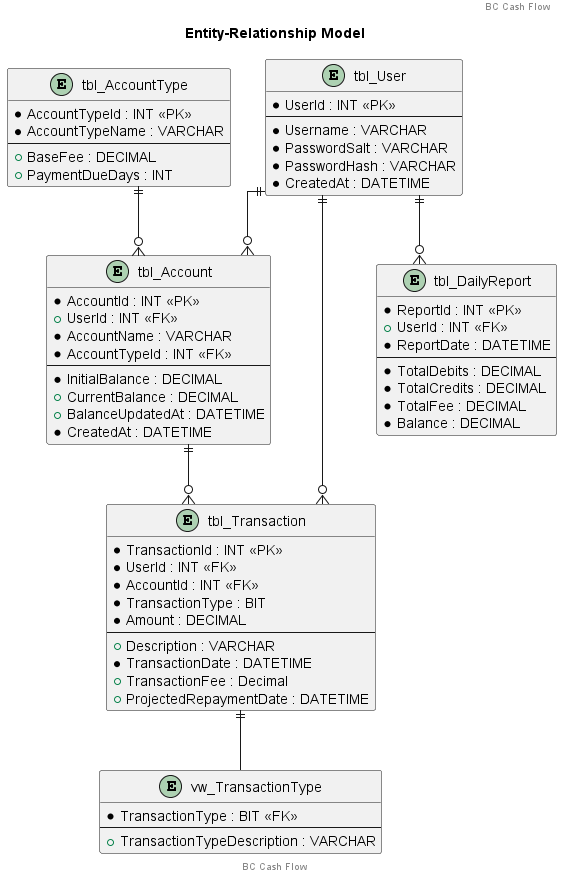 BC Cash Flow
Entity-Relationship Model
E tbl_AccountType
AccountTypeId : INT «PK»
AccountTypeName : VARCHAR
BaseFee : DECIMAL
PaymentDueDays : INT
E tbl_User
UserId : INT «PK»
Username : VARCHAR
PasswordSalt : VARCHAR
PasswordHash : VARCHAR
CreatedAt : DATETIME
E tbl_Account
AccountId : INT «PK»
UserId : INT «FK»
AccountName : VARCHAR
AccountTypeId : INT «FK»
InitialBalance : DECIMAL
CurrentBalance : DECIMAL
BalanceUpdatedAt : DATETIME
CreatedAt : DATETIME
E tbl_DailyReport
ReportId : INT «PK»
UserId : INT «FK»
ReportDate : DATETIME
TotalDebits : DECIMAL
TotalCredits : DECIMAL
TotalFee : DECIMAL
Balance : DECIMAL
E tbl_Transaction
TransactionId : INT «PK»
UserId : INT «FK»
AccountId : INT «FK»
TransactionType : BIT
Amount : DECIMAL
Description : VARCHAR
TransactionDate : DATETIME
TransactionFee : Decimal
ProjectedRepaymentDate : DATETIME
E vw_TransactionType
TransactionType : BIT «FK»
TransactionTypeDescription : VARCHAR
BC Cash Flow